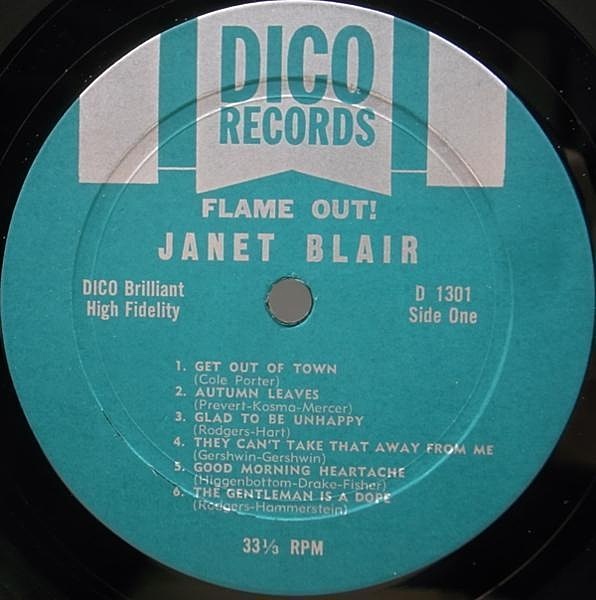 DICO
RECORDS
FLAME OUT!
JANET BLAIR
DICO Brilliant
High Fidelity
D 1301
Side One
1. GET OUT OF TOWN
(Cole Porter)
2. AUTUMN LEAVES
(Prevert-Kosma-Mercer)
3. GLAD TO BE UNHAPPY
(Rodgers-Hart)
4. THEY CAN'T TAKE THAT AWAY FROM ME
(Gershwin-Gershwin)
5. GOOD MORNING HEARTACHE
(Higgenbottom-Drake-Fisher)
6. THE GENTLEMAN IS A DOPE
(Rodgers-Hammerstein)
33⅓ RPM